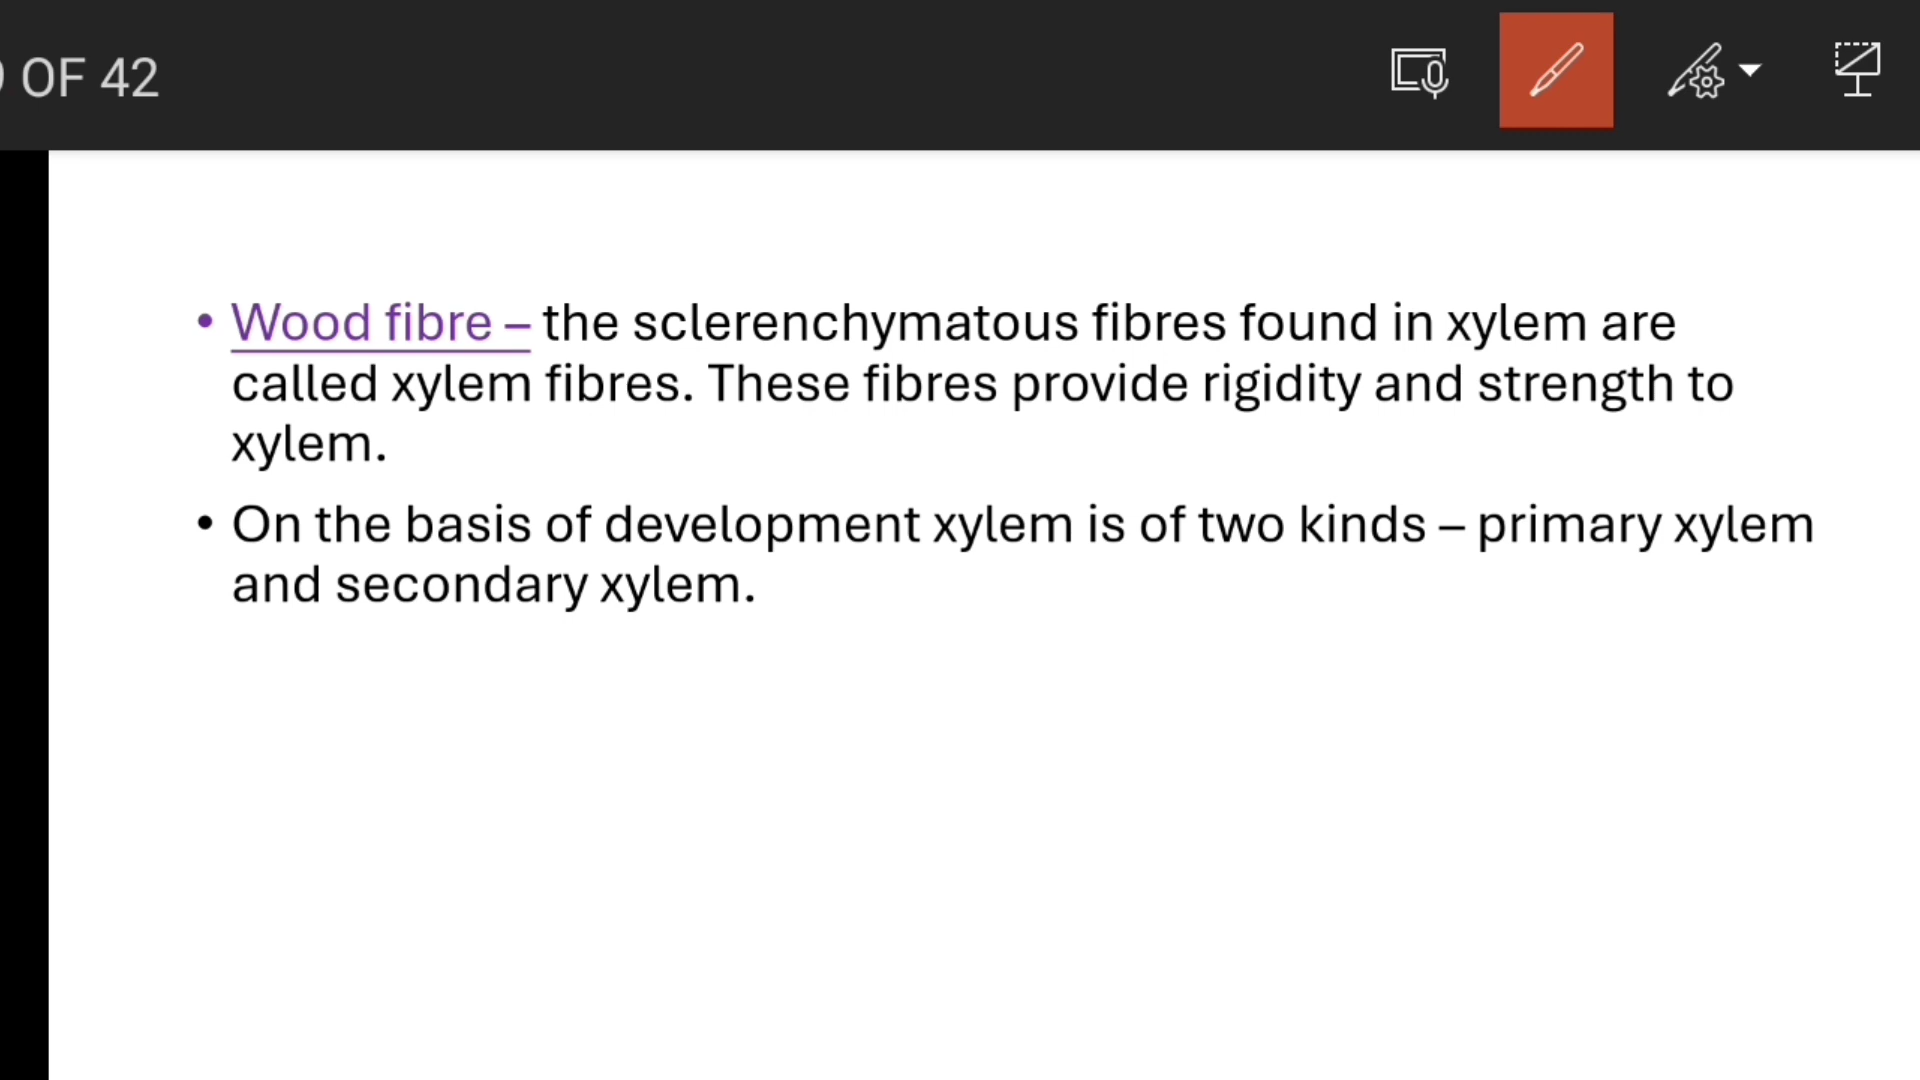 OF 42
• Wood fibre – the sclerenchymatous fibres found in xylem are
called xylem fibres. These fibres provide rigidity and strength to
xylem.
• On the basis of development xylem is of two kinds – primary xylem
and secondary xylem.